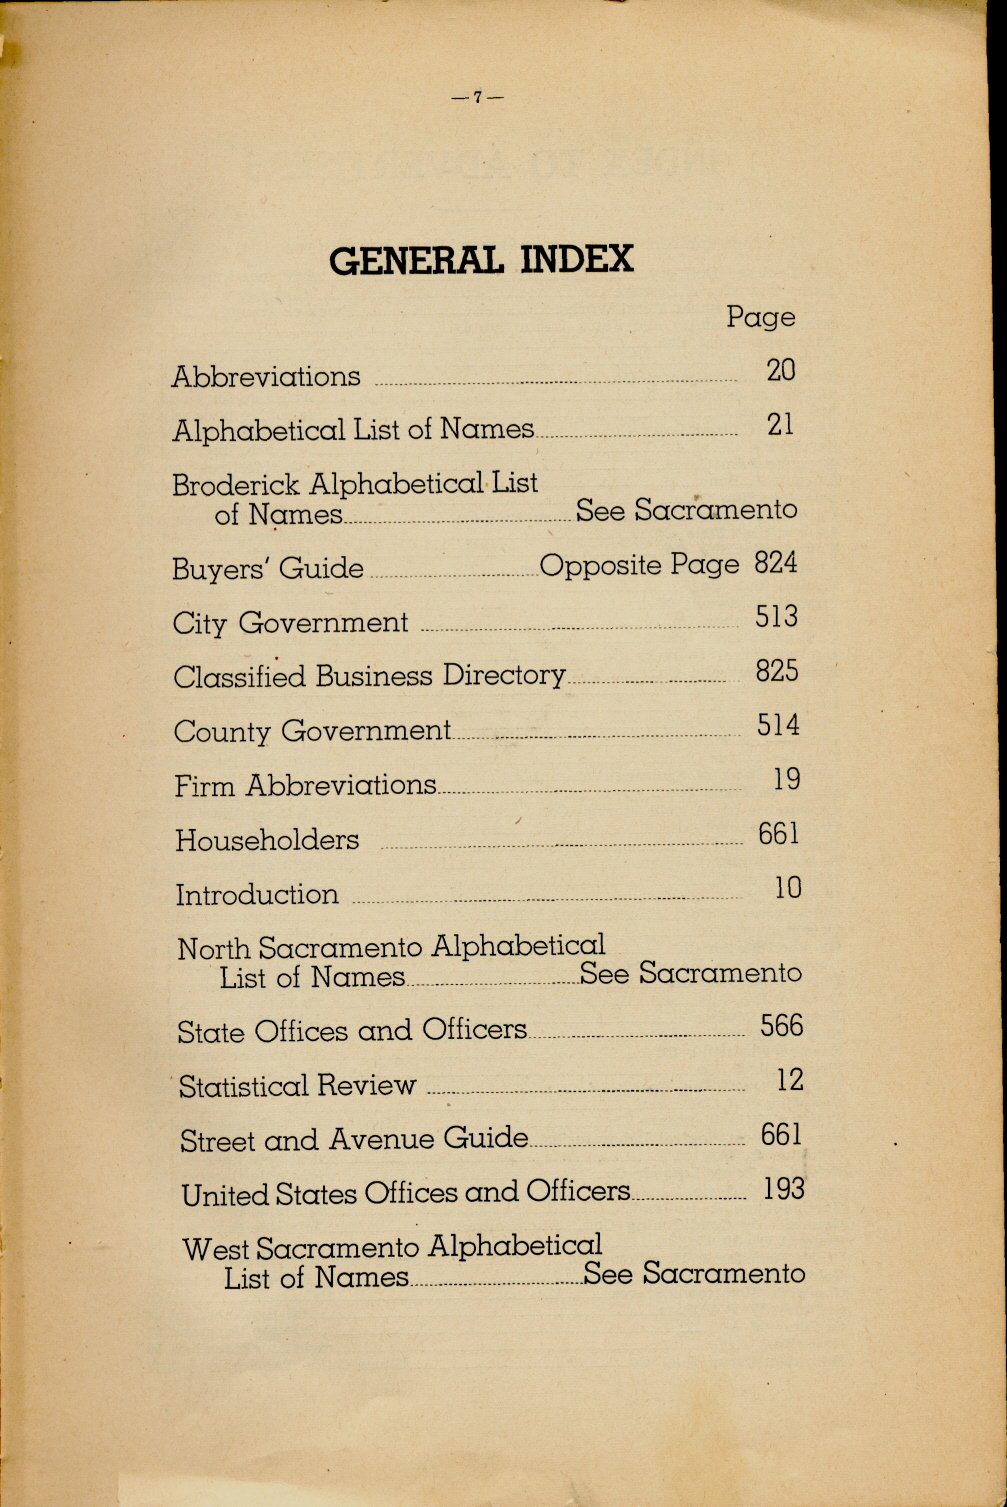 —7—
GENERAL INDEX
Page
Abbreviations 20
Alphabetical List of Names 21
Broderick Alphabetical List
of Names See Sacramento
Buyers' Guide Opposite Page 824
City Government 513
Classified Business Directory 825
County Government 514
Firm Abbreviations 19
Householders 661
Introduction 10
North Sacramento Alphabetical
List of Names See Sacramento
State Offices and Officers 566
Statistical Review 12
Street and Avenue Guide 661
United States Offices and Officers 193
West Sacramento Alphabetical
List of Names See Sacramento